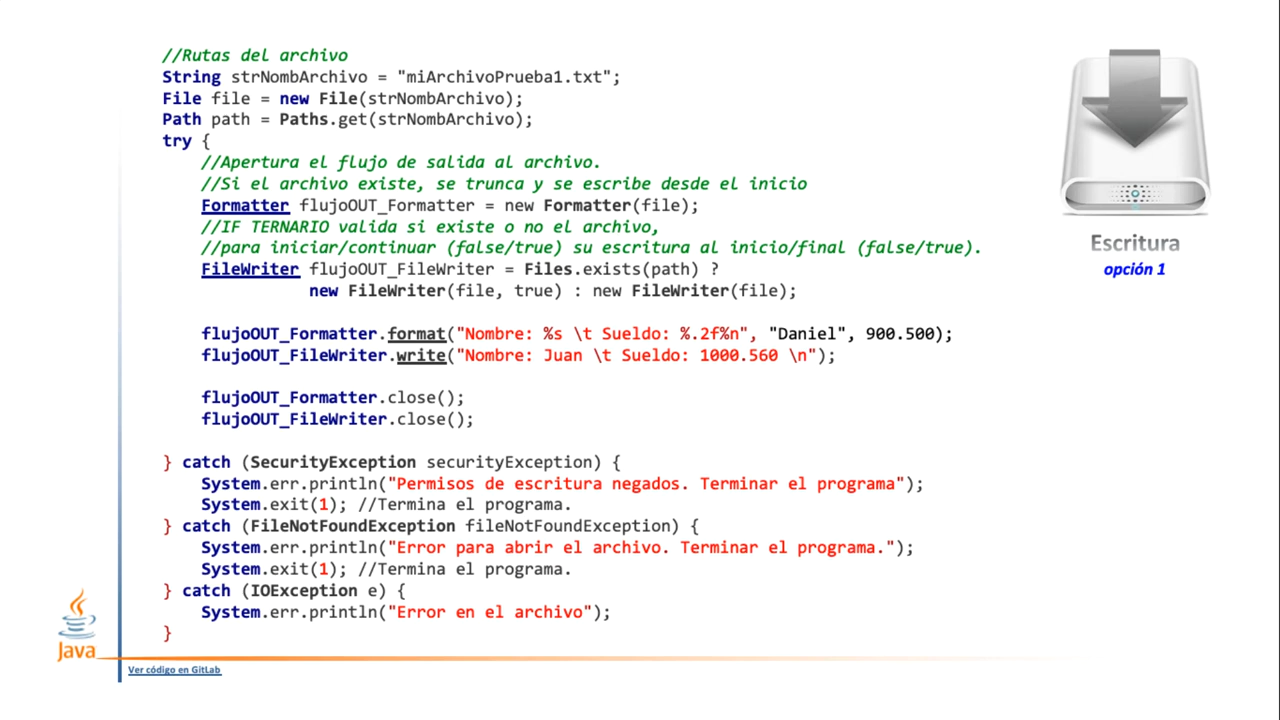 //Rutas del archivo
String strNombArchivo = "miArchivoPrueba1.txt";
File file = new File(strNombArchivo);
Path path = Paths.get(strNombArchivo);
try {
    //Apertura el flujo de salida al archivo.
    //Si el archivo existe, se trunca y se escribe desde el inicio
    Formatter flujoOUT_Formatter = new Formatter(file);
    //IF TERNARIO valida si existe o no el archivo,
    //para iniciar/continuar (false/true) su escritura al inicio/final (false/true).
    FileWriter flujoOUT_FileWriter = Files.exists(path) ?
               new FileWriter(file, true) : new FileWriter(file);
    flujoOUT_Formatter.format("Nombre: %s \t Sueldo: %.2f%n", "Daniel", 900.500);
    flujoOUT_FileWriter.write("Nombre: Juan \t Sueldo: 1000.560 \n");
    flujoOUT_Formatter.close();
    flujoOUT_FileWriter.close();
} catch (SecurityException securityException) {
    System.err.println("Permisos de escritura negados. Terminar el programa");
    System.exit(1); //Termina el programa.
} catch (FileNotFoundException fileNotFoundException) {
    System.err.println("Error para abrir el archivo. Terminar el programa.");
    System.exit(1); //Termina el programa.
} catch (IOException e) {
    System.err.println("Error en el archivo");
}
Escritura
opción 1
Java
Ver código en GitLab